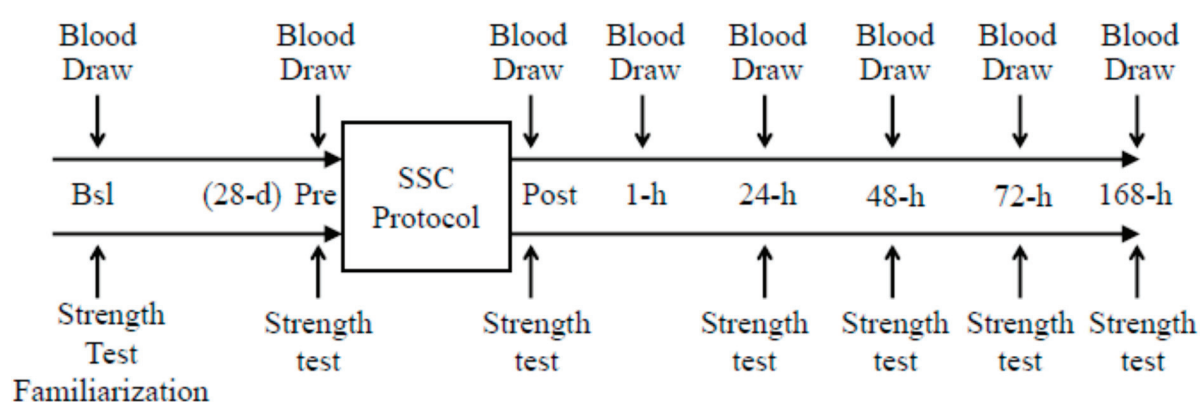 Blood Blood Blood Blood Blood Blood Blood Blood
Draw Draw Draw Draw Draw Draw Draw Draw
Bsl (28-d) Pre SSC Protocol Post 1-h 24-h 48-h 72-h 168-h
Strength Strength Strength Strength Strength Strength Strength
Test test test test test test test
Familiarization